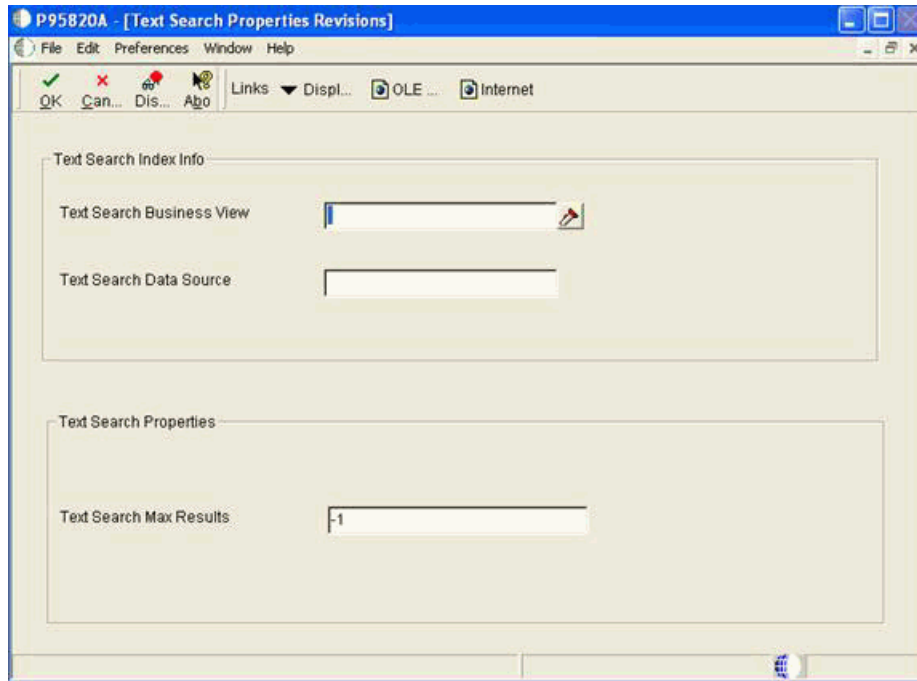 P95820A - [Text Search Properties Revisions]
File Edit Preferences Window Help
OK Can... Dis... Abo Links Displ... OLE ... Internet
Text Search Index Info
Text Search Business View
Text Search Data Source
Text Search Properties
Text Search Max Results -1